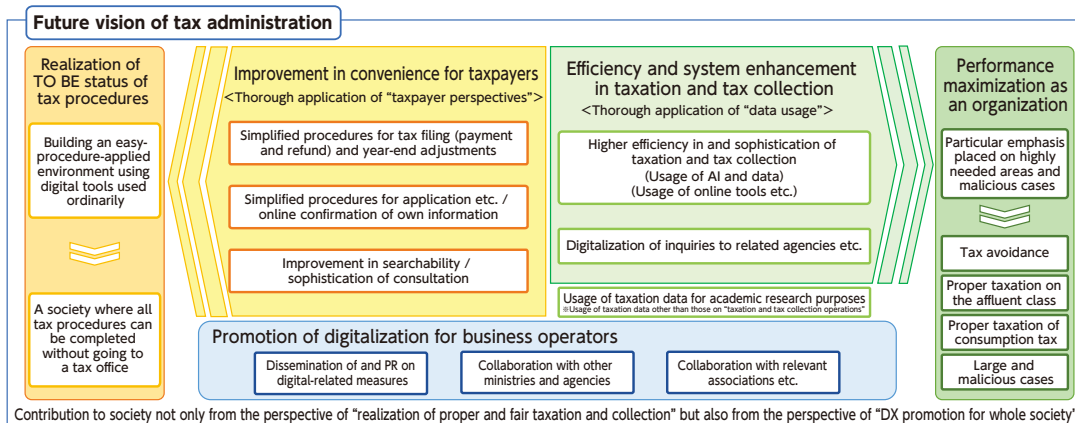 Future vision of tax administration
Realization of
TO BE status of
tax procedures
Building an easy-
procedure-applied
environment using
digital tools used
ordinarily
A society where all
tax procedures can
be completed
without going to
a tax office
Improvement in convenience for taxpayers
<Thorough application of “taxpayer perspectives”>
Simplified procedures for tax filing (payment
and refund) and year-end adjustments
Simplified procedures for application etc. /
online confirmation of own information
Improvement in searchability /
sophistication of consultation
Efficiency and system enhancement
in taxation and tax collection
<Thorough application of “data usage”>
Higher efficiency in and sophistication of
taxation and tax collection
(Usage of AI and data)
(Usage of online tools etc.)
Digitalization of inquiries to related agencies etc.
Usage of taxation data for academic research purposes
※Usage of taxation data other than those on “taxation and tax collection operations”
Promotion of digitalization for business operators
Dissemination of and PR on
digital-related measures
Collaboration with other
ministries and agencies
Collaboration with relevant
associations etc.
Performance
maximization as
an organization
Particular emphasis
placed on highly
needed areas and
malicious cases
Tax avoidance
Proper taxation on
the affluent class
Proper taxation of
consumption tax
Large and
malicious cases
Contribution to society not only from the perspective of “realization of proper and fair taxation and collection” but also from the perspective of “DX promotion for whole society”